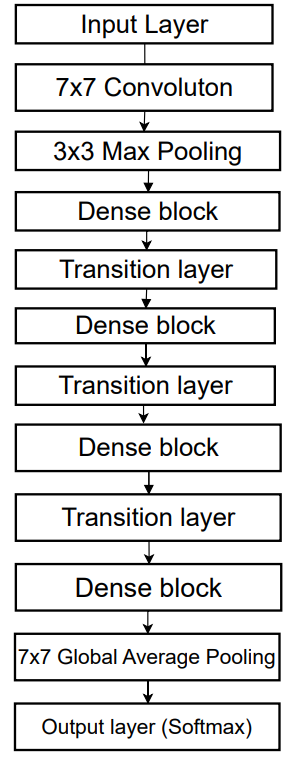 Input Layer
7x7 Convoluton
3x3 Max Pooling
Dense block
Transition layer
Dense block
Transition layer
Dense block
Transition layer
Dense block
7x7 Global Average Pooling
Output layer (Softmax)